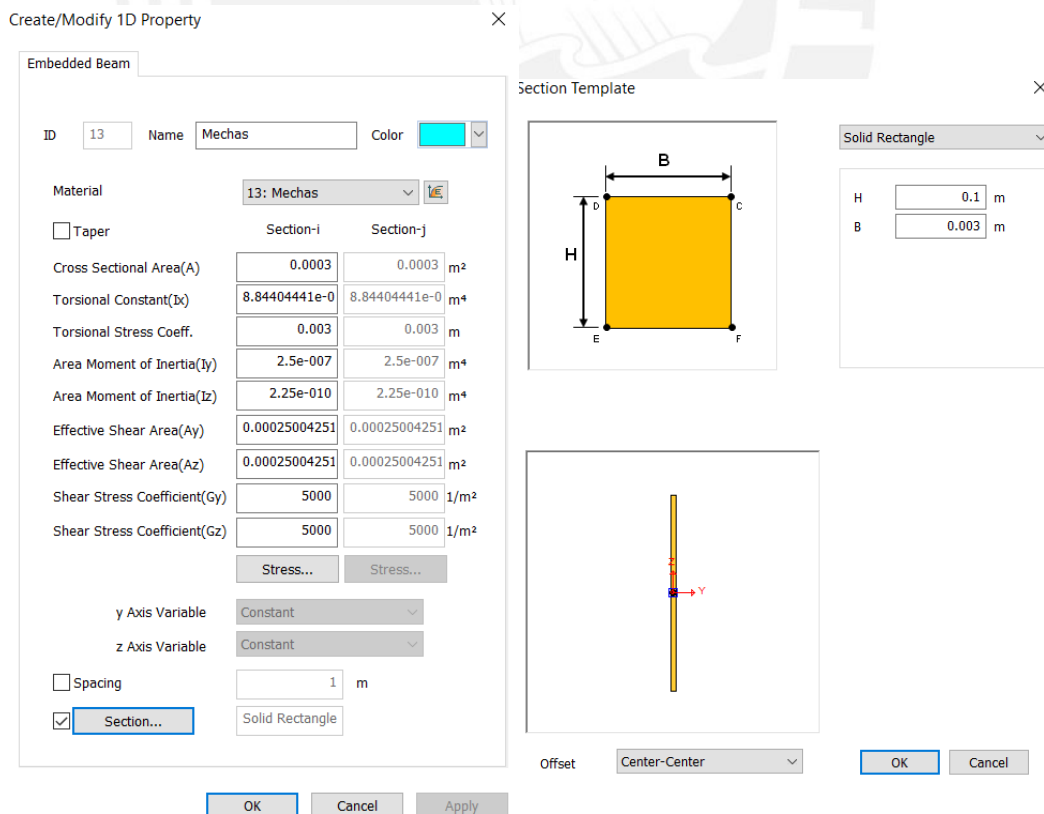 Create/Modify 1D Property
Embedded Beam
ID 13 Name Mechas Color
Material 13: Mechas
Taper Section-i Section-j
Cross Sectional Area(A) 0.0003 0.0003 m²
Torsional Constant(Ix) 8.84404441e-0 8.84404441e-0 m⁴
Torsional Stress Coeff. 0.003 0.003 m
Area Moment of Inertia(Iy) 2.5e-007 2.5e-007 m⁴
Area Moment of Inertia(Iz) 2.25e-010 2.25e-010 m⁴
Effective Shear Area(Ay) 0.00025004251 0.00025004251 m²
Effective Shear Area(Az) 0.00025004251 0.00025004251 m²
Shear Stress Coefficient(Gy) 5000 5000 1/m²
Shear Stress Coefficient(Gz) 5000 5000 1/m²
Stress... Stress...
y Axis Variable Constant
z Axis Variable Constant
Spacing 1 m
Section... Solid Rectangle
OK Cancel Apply
Section Template
Solid Rectangle
B
D C
H
E F
H 0.1 m
B 0.003 m
Z
Y
Offset Center-Center
OK Cancel